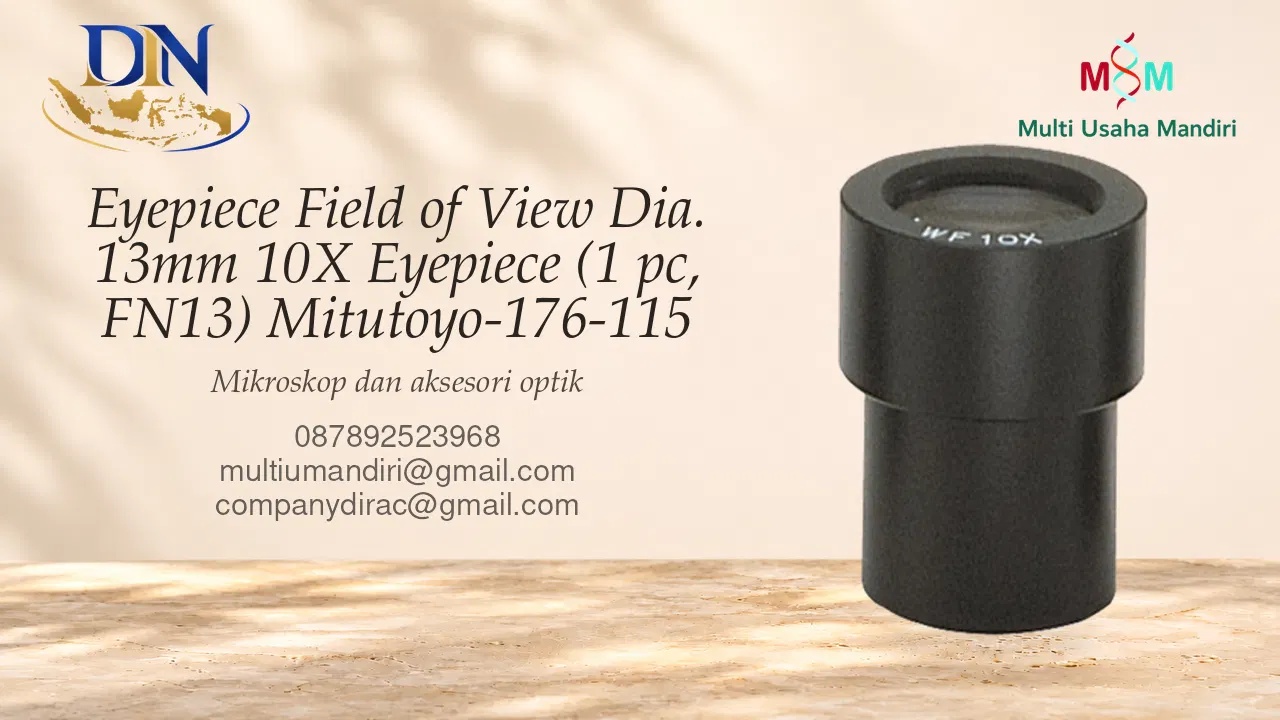 DIN
M M
Multi Usaha Mandiri
Eyepiece Field of View Dia.
13mm 10X Eyepiece (1 pc,
FN13) Mitutoyo-176-115
Mikroskop dan aksesori optik
087892523968
multiumandiri@gmail.com
companydirac@gmail.com
WF 10X